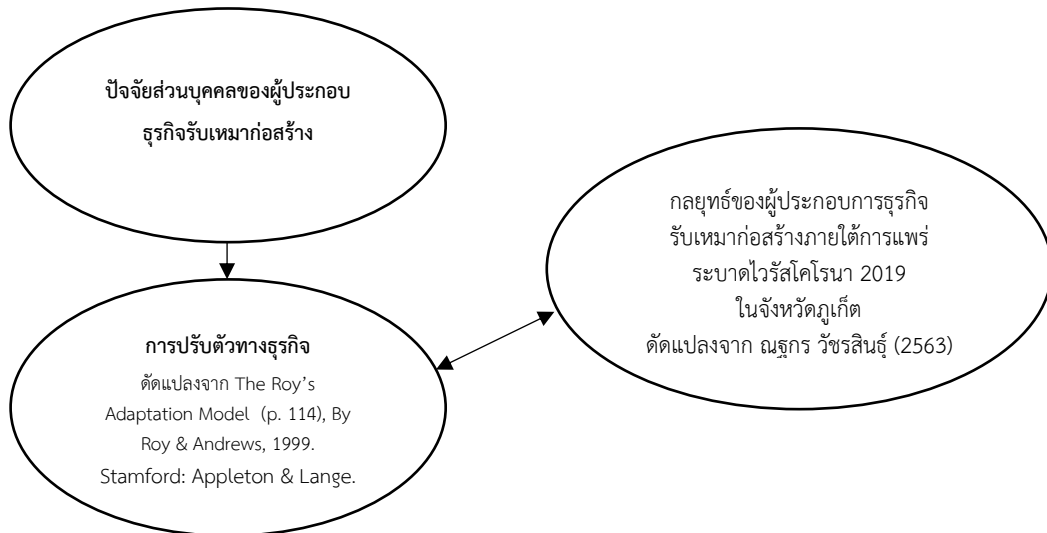 ปัจจัยส่วนบุคคลของผู้ประกอบ
ธุรกิจรับเหมาก่อสร้าง
กลยุทธ์ของผู้ประกอบการธุรกิจ
รับเหมาก่อสร้างภายใต้การแพร่
ระบาดไวรัสโคโรนา 2019
ในจังหวัดภูเก็ต
ดัดแปลงจาก ณฐกร วัชรสินธุ์ (2563)
การปรับตัวทางธุรกิจ
ดัดแปลงจาก The Roy’s
Adaptation Model (p. 114), By
Roy & Andrews, 1999.
Stamford: Appleton & Lange.